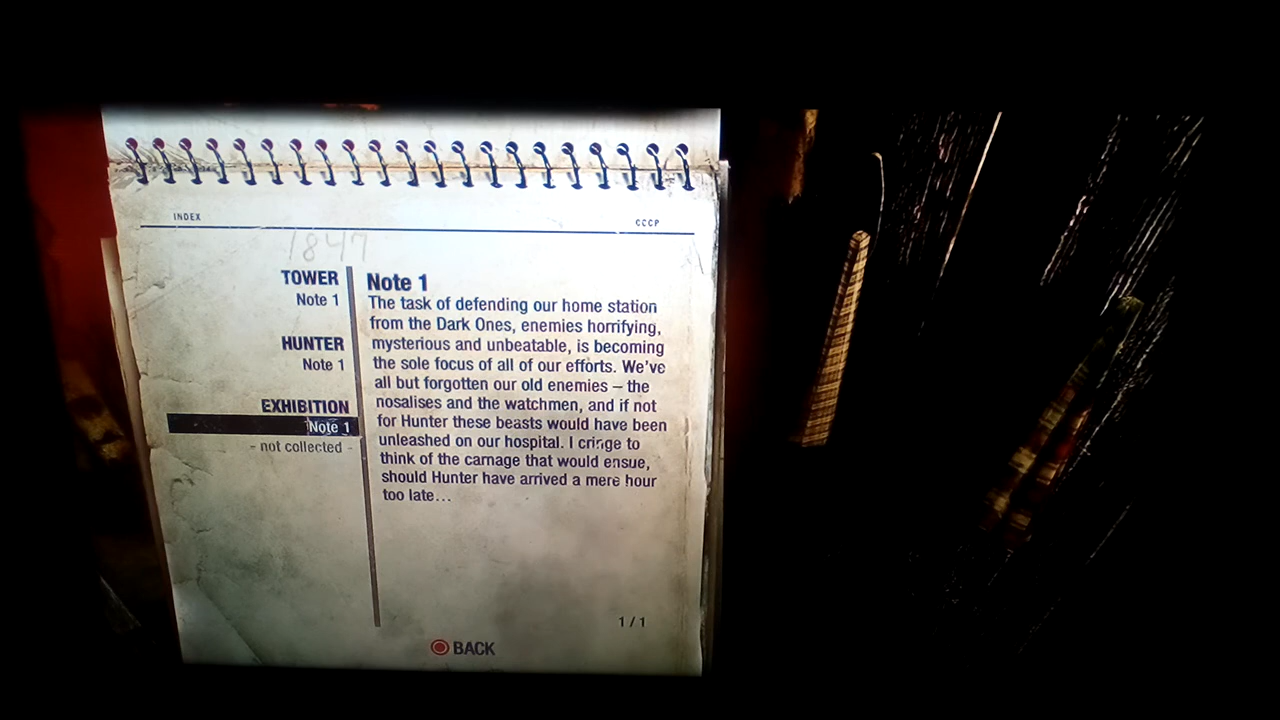 INDEX
CCCP
1847
TOWER
Note 1
HUNTER
Note 1
EXHIBITION
Note 1
- not collected -
Note 1
The task of defending our home station
from the Dark Ones, enemies horrifying,
mysterious and unbeatable, is becoming
the sole focus of all of our efforts. We've
all but forgotten our old enemies – the
nosalises and the watchmen, and if not
for Hunter these beasts would have been
unleashed on our hospital. I cringe to
think of the carnage that would ensue,
should Hunter have arrived a mere hour
too late...
1/1
BACK